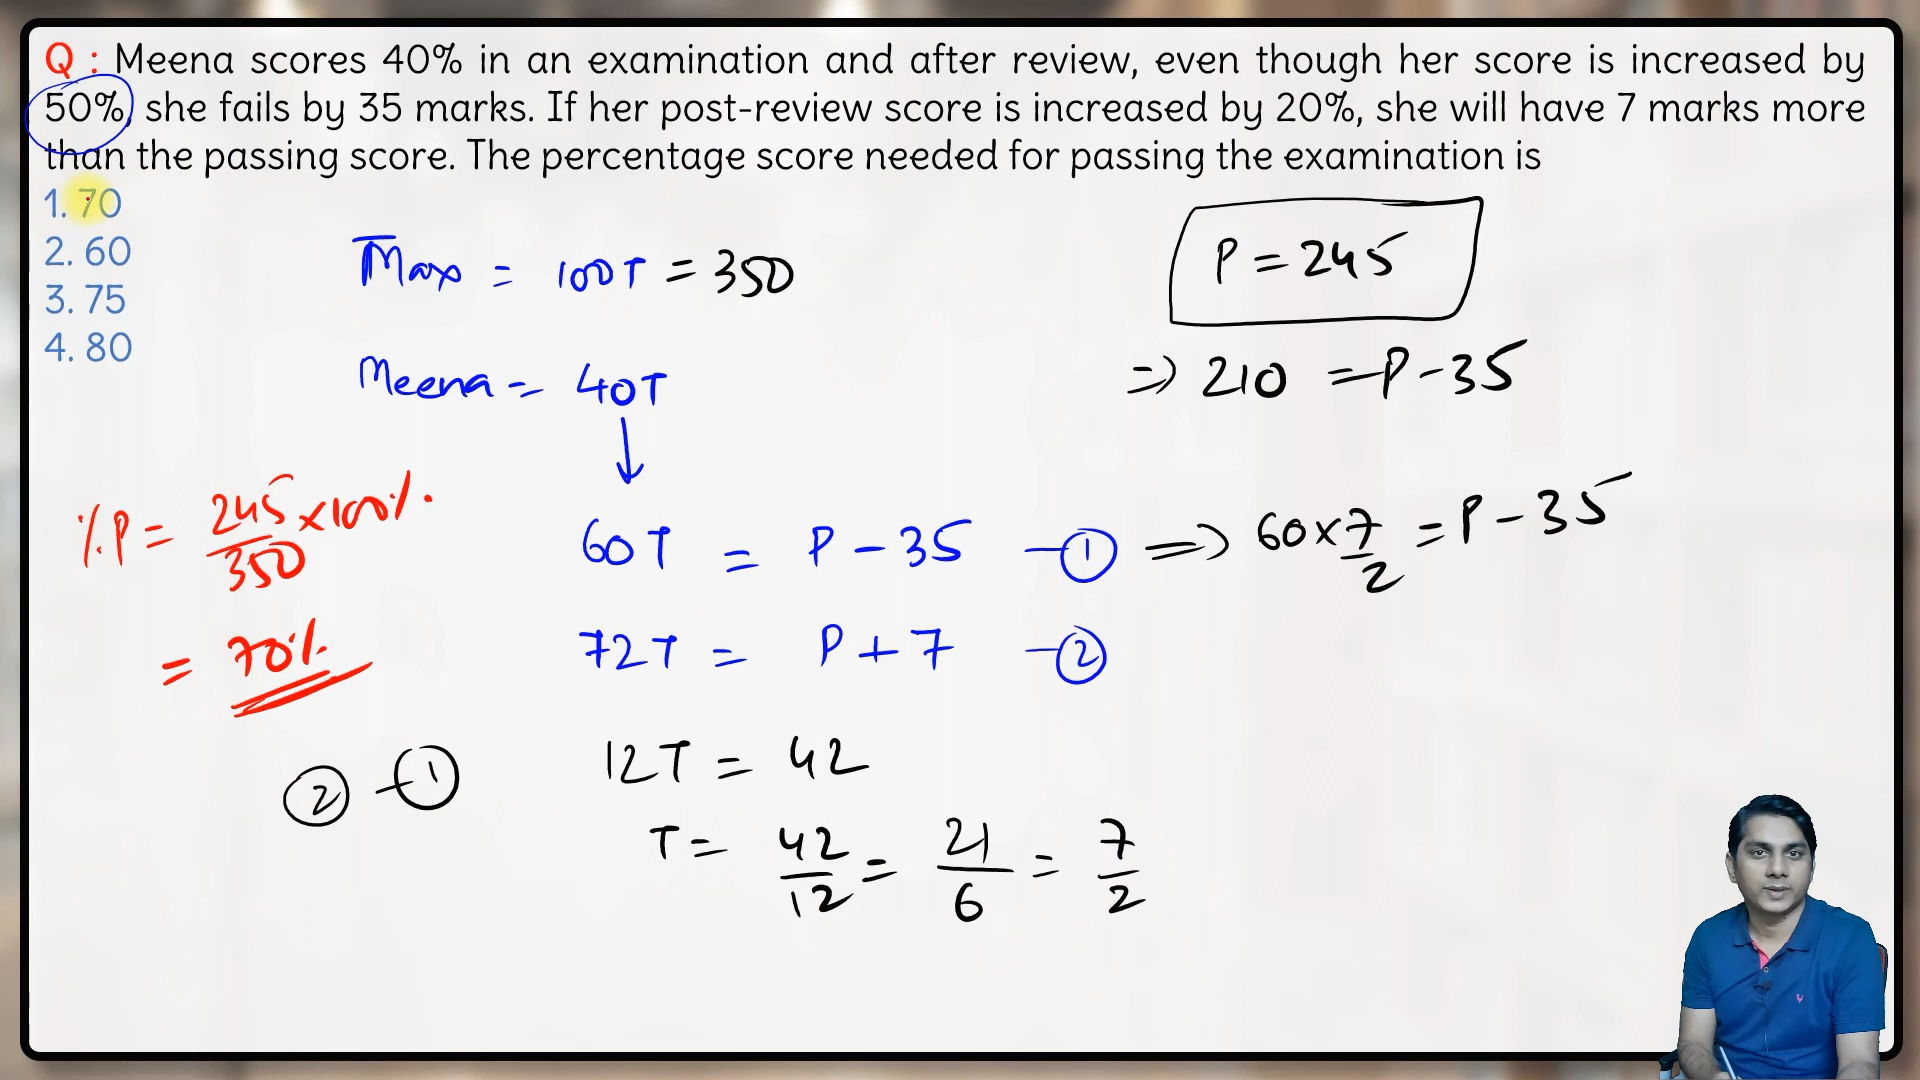 Q : Meena scores 40% in an examination and after review, even though her score is increased by
50%, she fails by 35 marks. If her post-review score is increased by 20%, she will have 7 marks more
than the passing score. The percentage score needed for passing the examination is
1. 70
2. 60
3. 75
4. 80
Max = 100T = 350
Meena = 40T
60T = P - 35 - ①
72T = P + 7 - ②
② - ① 12T = 42
T = 42/12 = 21/6 = 7/2
⇒ 60 × 7/2 = P - 35
⇒ 210 = P - 35
P = 245
% P = 245/350 × 100%
= 70%